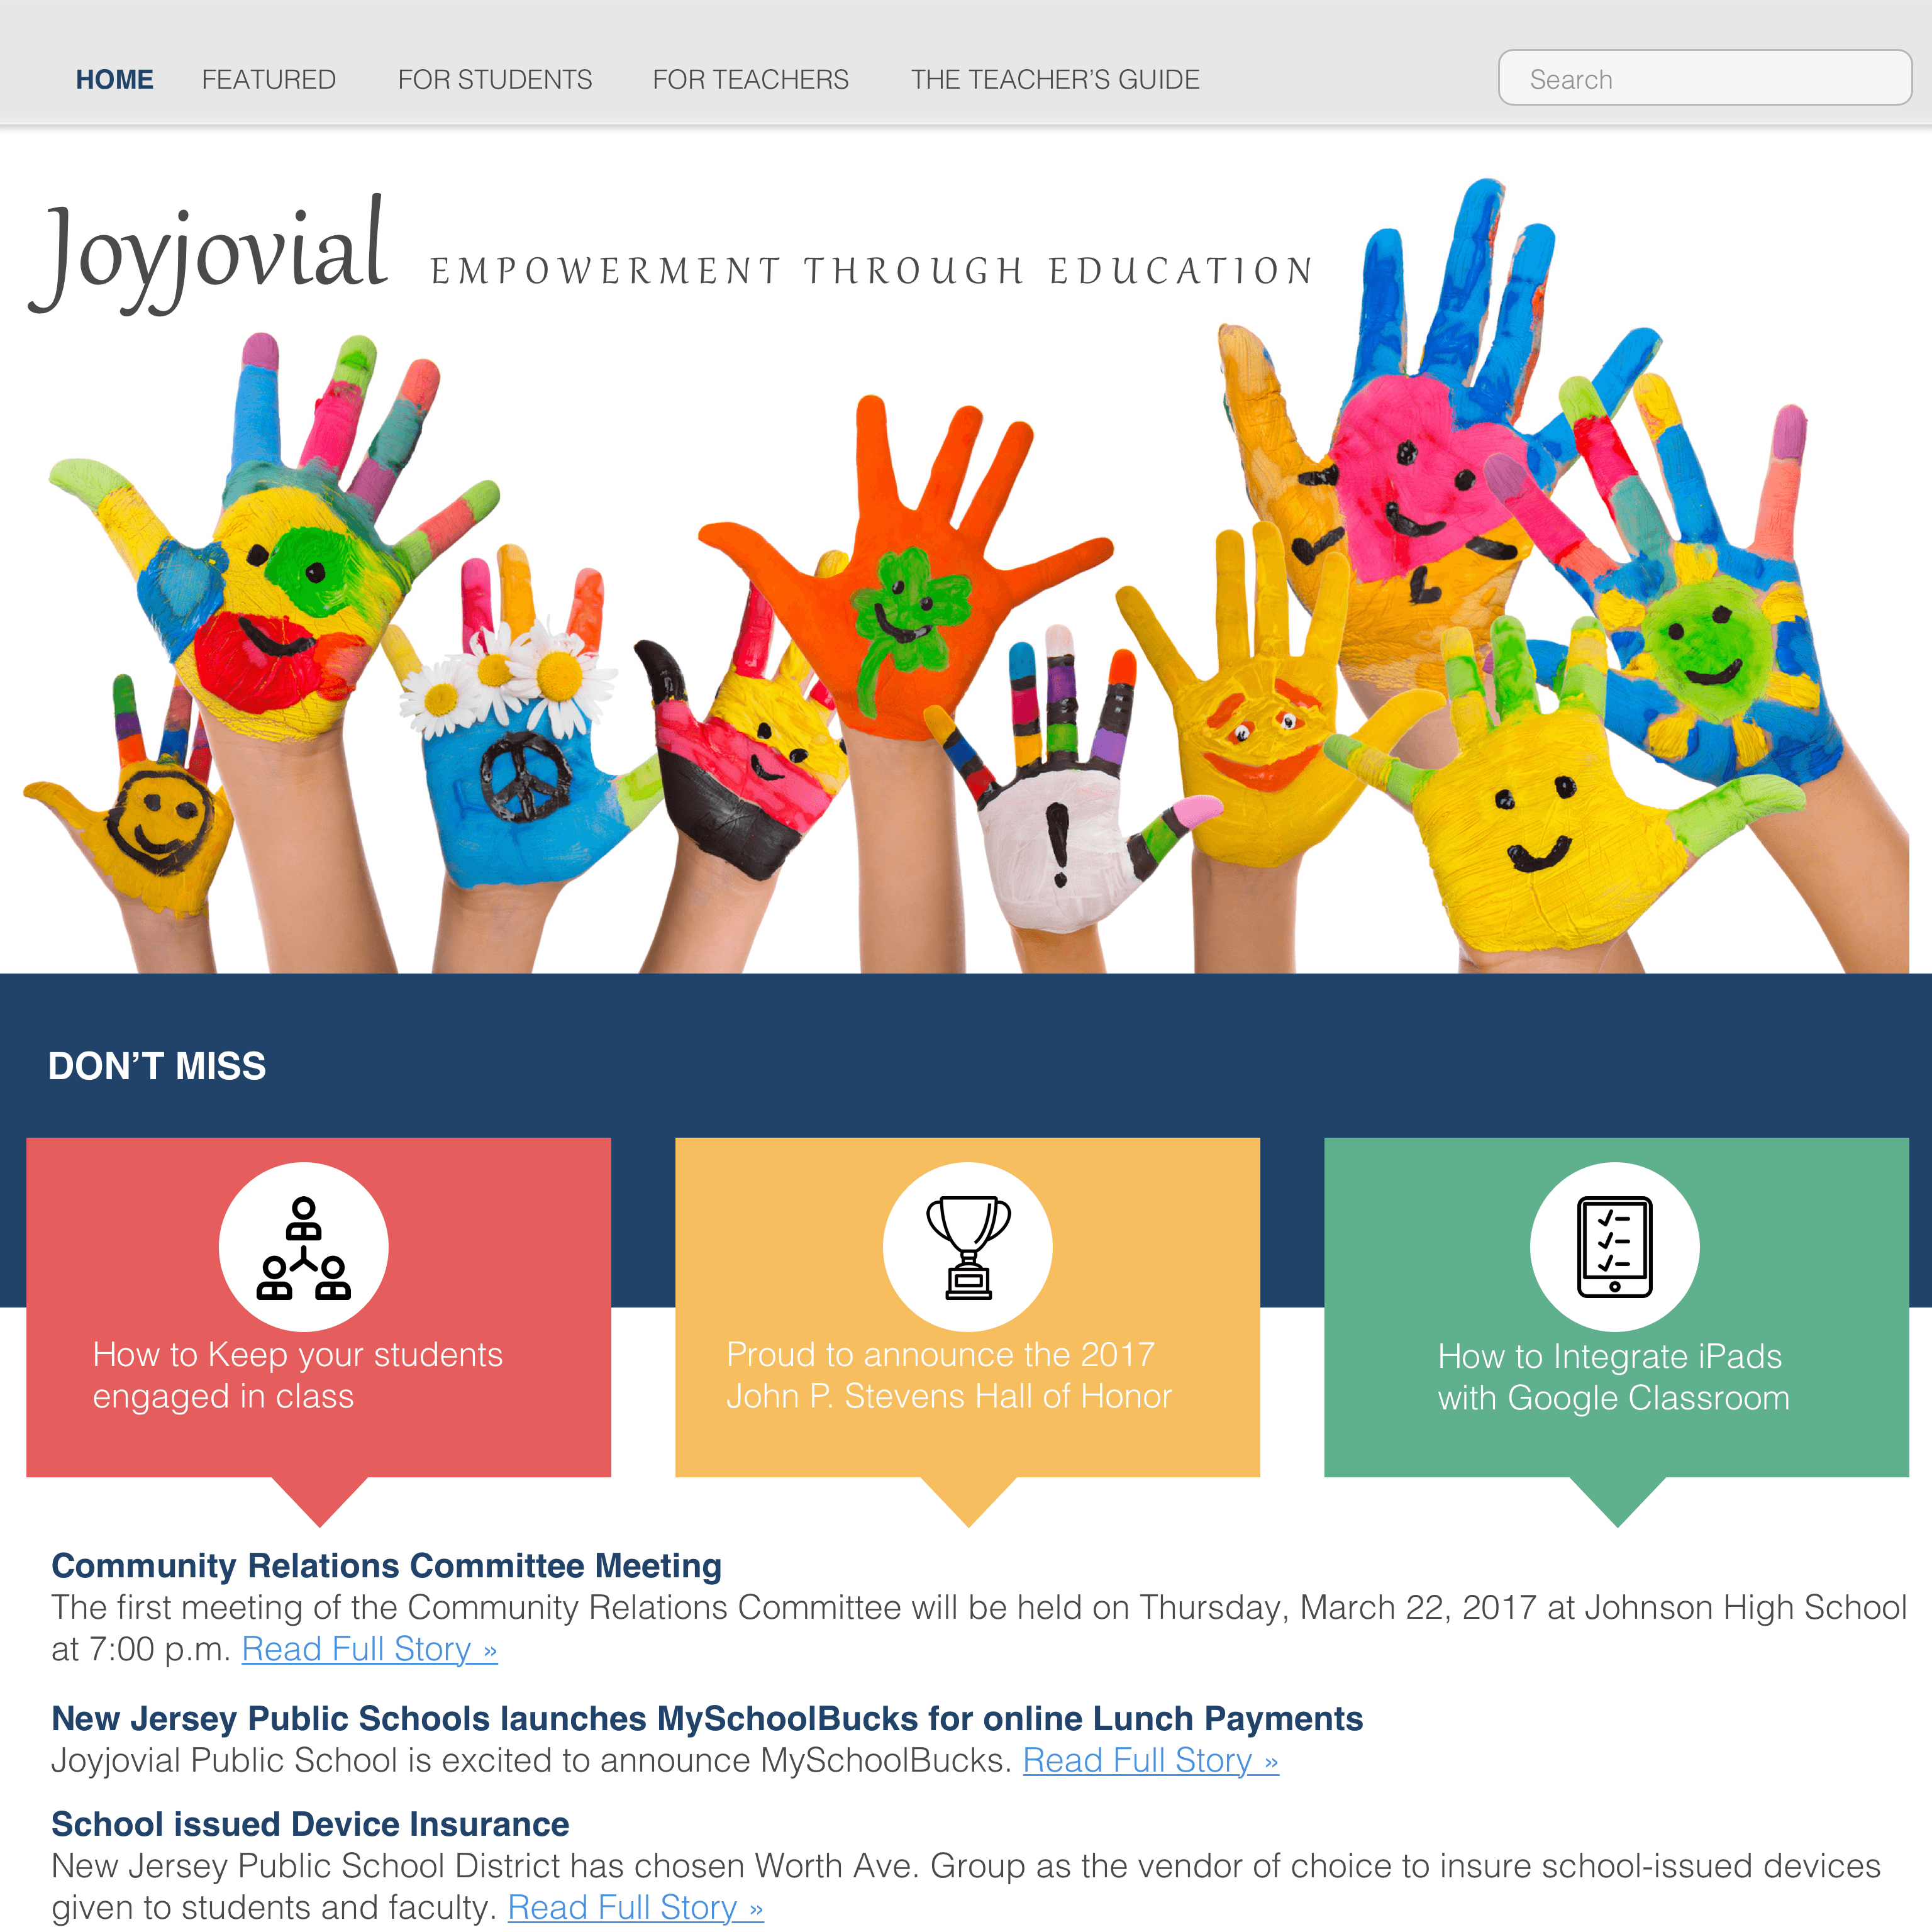 HOME FEATURED FOR STUDENTS FOR TEACHERS THE TEACHER’S GUIDE Search
Joyjovial EMPOWERMENT THROUGH EDUCATION
DON’T MISS
How to Keep your students
engaged in class
Proud to announce the 2017
John P. Stevens Hall of Honor
How to Integrate iPads
with Google Classroom
Community Relations Committee Meeting
The first meeting of the Community Relations Committee will be held on Thursday, March 22, 2017 at Johnson High School
at 7:00 p.m. Read Full Story »
New Jersey Public Schools launches MySchoolBucks for online Lunch Payments
Joyjovial Public School is excited to announce MySchoolBucks. Read Full Story »
School issued Device Insurance
New Jersey Public School District has chosen Worth Ave. Group as the vendor of choice to insure school-issued devices
given to students and faculty. Read Full Story »